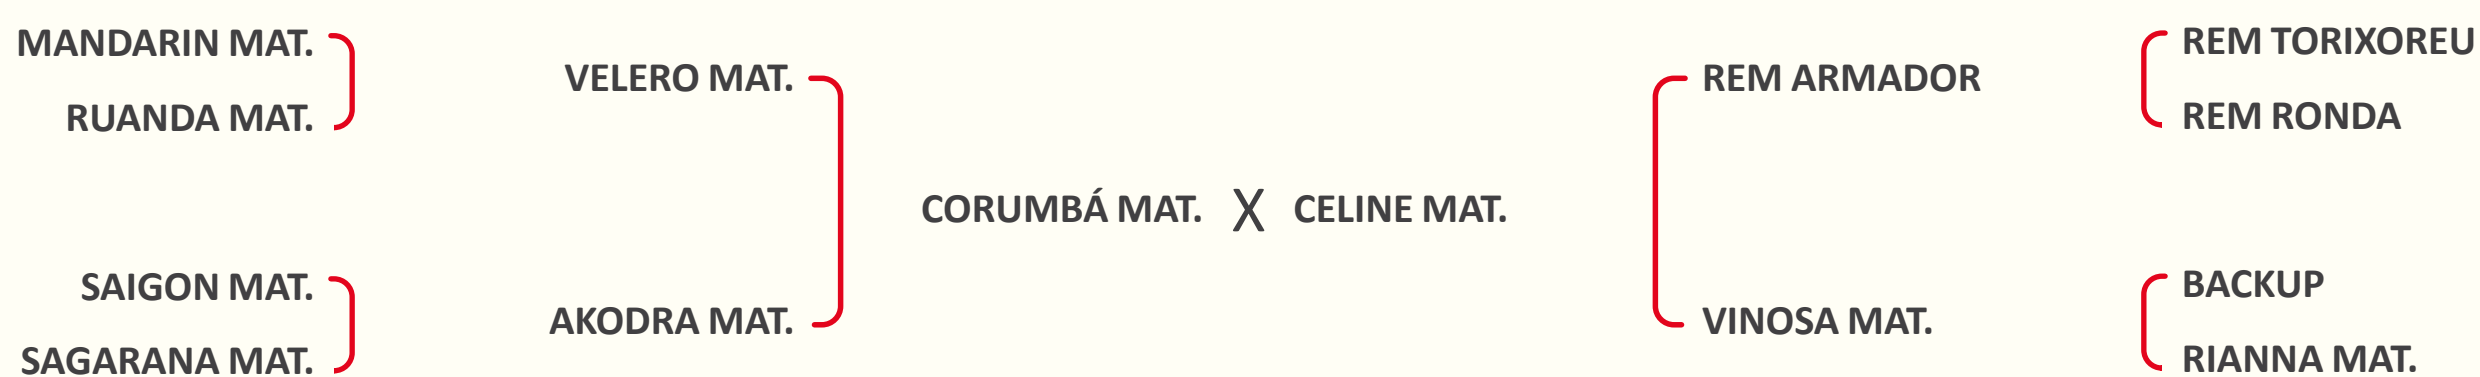 MANDARIN MAT.
RUANDA MAT.
SAIGON MAT.
SAGARANA MAT.
VELERO MAT.
AKODRA MAT.
CORUMBÁ MAT. X CELINE MAT.
REM ARMADOR
VINOSA MAT.
REM TORIXOREU
REM RONDA
BACKUP
RIANNA MAT.